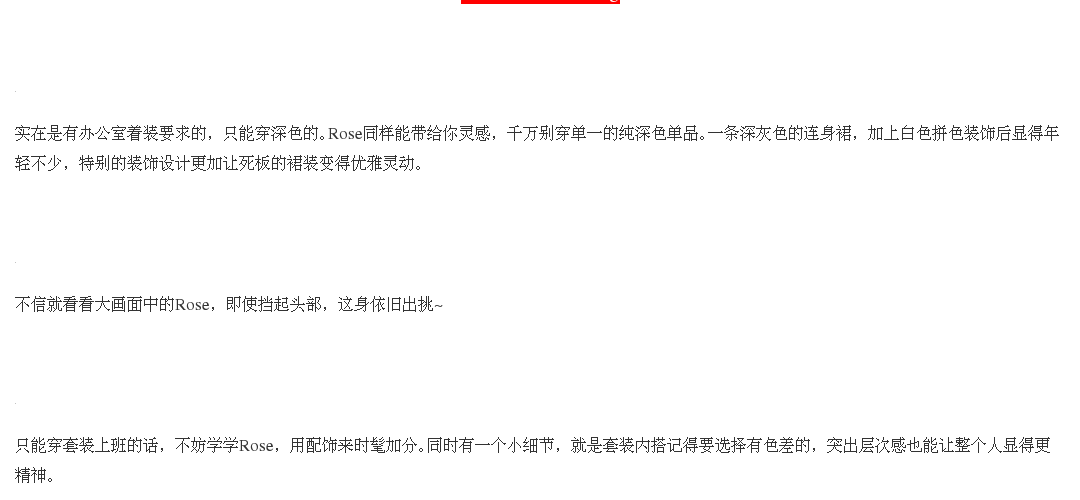 实在是有办公室着装要求的，只能穿深色的。Rose同样能带给你灵感，千万别穿单一的纯深色单品。一条深灰色的连身裙，加上白色拼色装饰后显得年
轻不少，特别的装饰设计更加让死板的裙装变得优雅灵动。
不信就看看大画面中的Rose，即使挡起头部，这身依旧出挑~
只能穿套装上班的话，不妨学学Rose，用配饰来时髦加分。同时有一个小细节，就是套装内搭记得要选择有色差的，突出层次感也能让整个人显得更
精神。